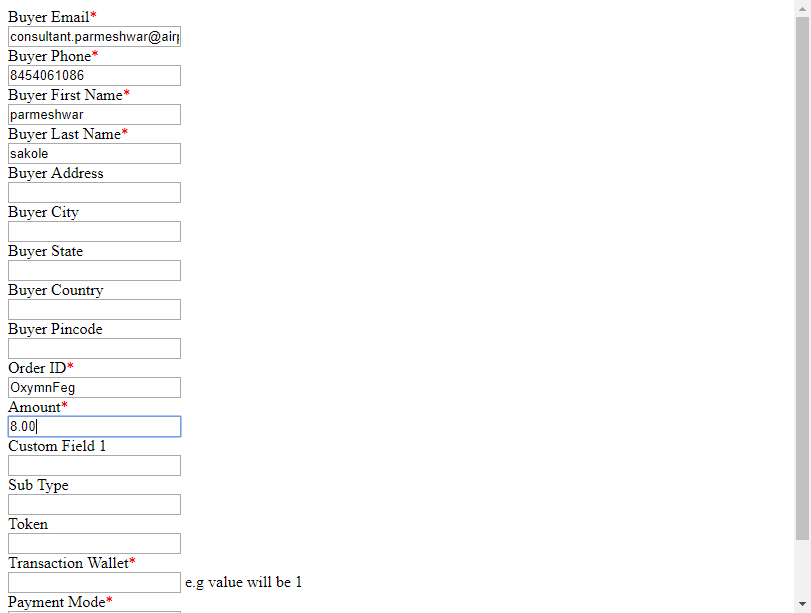 Buyer Email*
consultant.parmeshwar@air
Buyer Phone*
8454061086
Buyer First Name*
parmeshwar
Buyer Last Name*
sakole
Buyer Address
Buyer City
Buyer State
Buyer Country
Buyer Pincode
Order ID*
OxymnFeg
Amount*
8.00
Custom Field 1
Sub Type
Token
Transaction Wallet*
e.g value will be 1
Payment Mode*